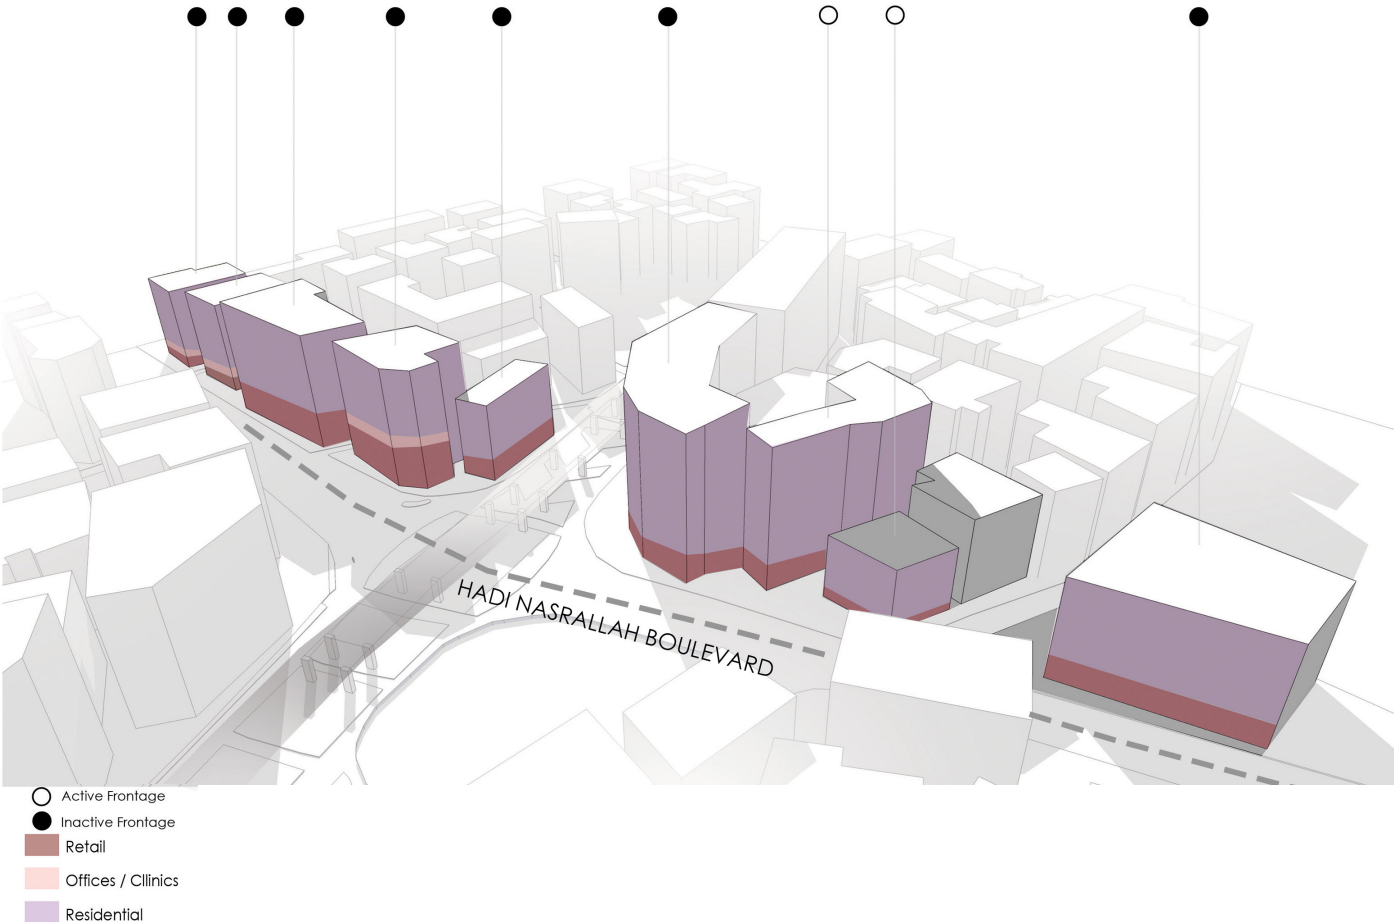 HADI NASRALLAH BOULEVARD
Active Frontage
Inactive Frontage
Retail
Offices / Cllinics
Residential